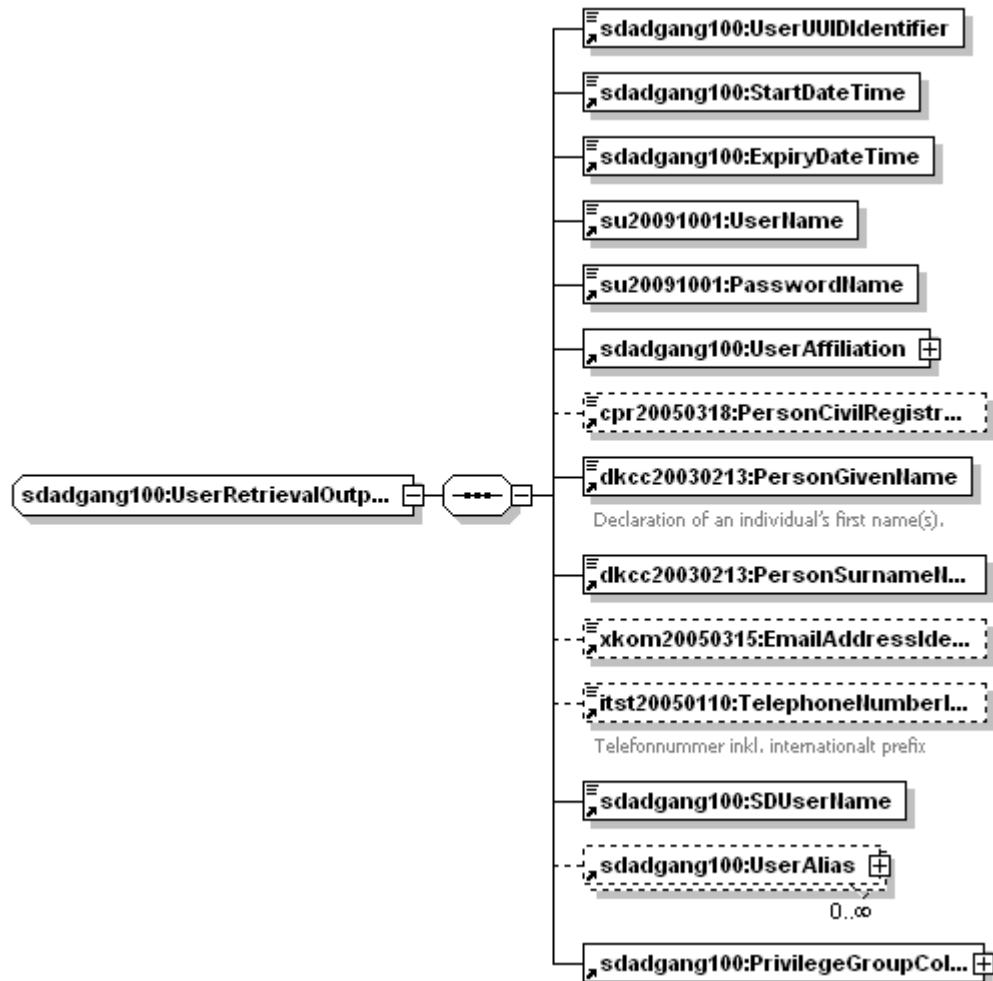 sdadgang100:UserUUIDIdentifier
sdadgang100:StartDateTime
sdadgang100:ExpiryDateTime
su20091001:UserName
su20091001:PasswordName
sdadgang100:UserAffiliation
cpr20050318:PersonCivilRegistr...
sdadgang100:UserRetrievalOutp...
dkcc20030213:PersonGivenName
Declaration of an individual's first name(s).
dkcc20030213:PersonSurnameN...
xkom20050315:EmailAddressIde...
itst20050110:TelephoneNumberI...
Telefonnummer inkl. internationalt prefix
sdadgang100:SDUserName
sdadgang100:UserAlias
0..∞
sdadgang100:PrivilegeGroupCol...